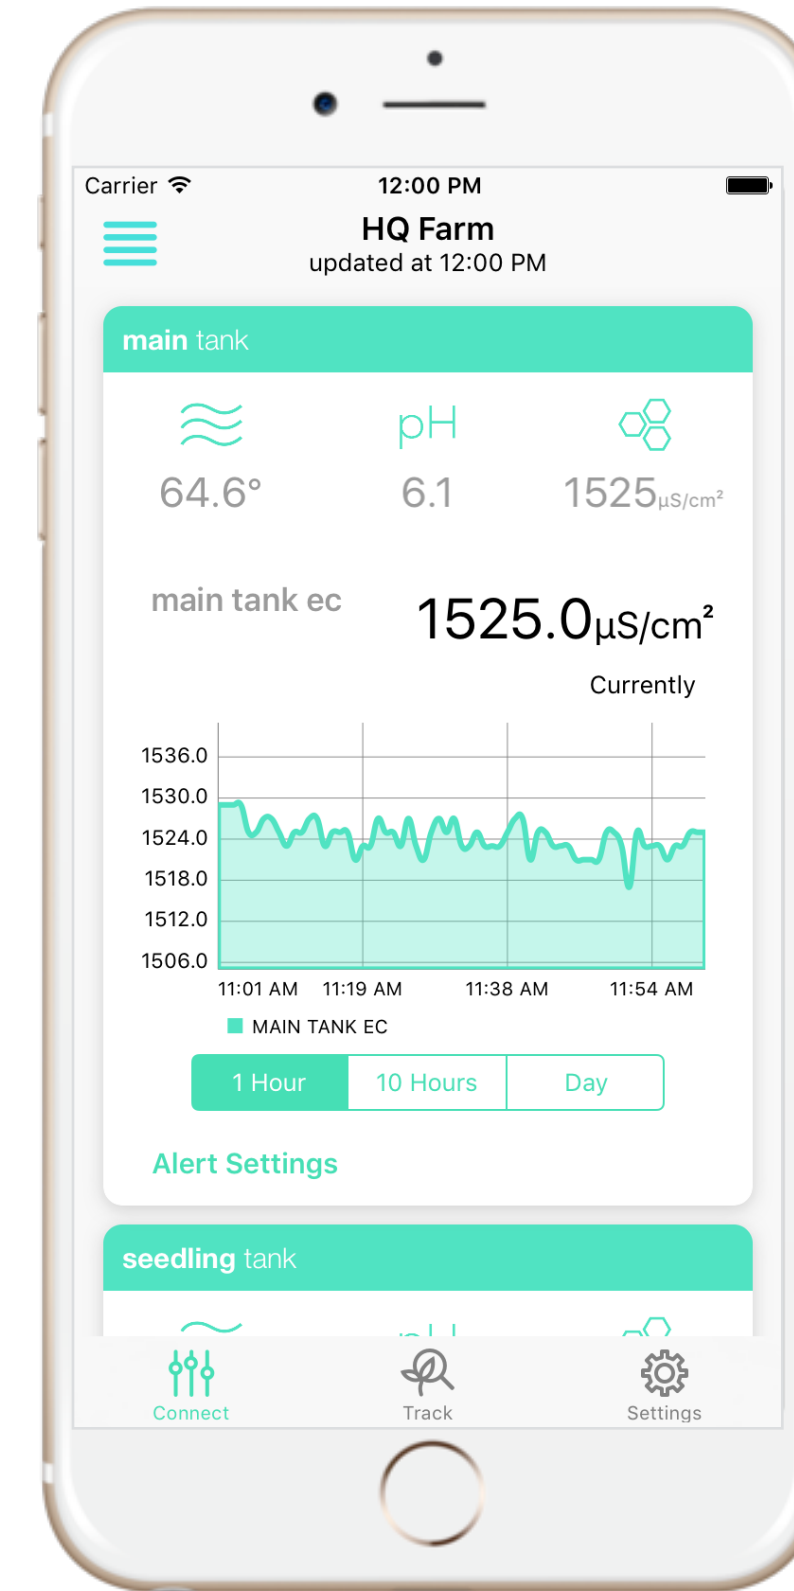 Carrier 12:00 PM
HQ Farm
updated at 12:00 PM
main tank
pH
64.6° 6.1 1525μS/cm²
main tank ec 1525.0μS/cm²
Currently
1536.0
1530.0
1524.0
1518.0
1512.0
1506.0
11:01 AM 11:19 AM 11:38 AM 11:54 AM
MAIN TANK EC
1 Hour 10 Hours Day
Alert Settings
seedling tank
pH
Connect Track Settings